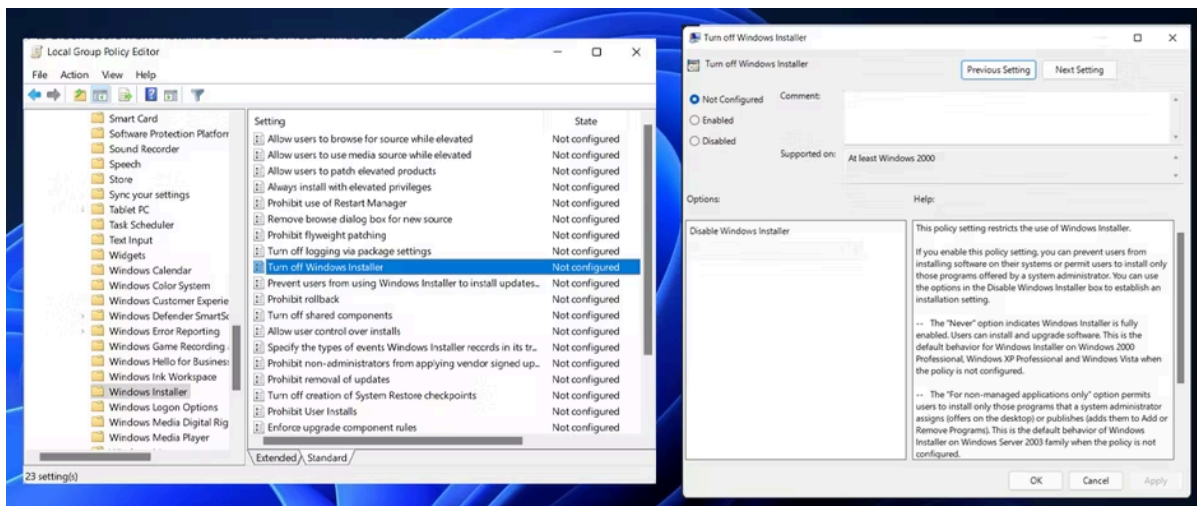 Local Group Policy Editor
File Action View Help
Smart Card
Software Protection Platforr
Sound Recorder
Speech
Store
Sync your settings
Tablet PC
Task Scheduler
Text Input
Widgets
Windows Calendar
Windows Color System
Windows Customer Experie
Windows Defender SmartSc
Windows Error Reporting
Windows Game Recording
Windows Hello for Business
Windows Ink Workspace
Windows Installer
Windows Logon Options
Windows Media Digital Rig
Windows Media Player
Setting State
Allow users to browse for source while elevated Not configured
Allow users to use media source while elevated Not configured
Allow users to patch elevated products Not configured
Always install with elevated privileges Not configured
Prohibit use of Restart Manager Not configured
Remove browse dialog box for new source Not configured
Prohibit flyweight patching Not configured
Turn off logging via package settings Not configured
Turn off Windows Installer Not configured
Prevent users from using Windows Installer to install updates... Not configured
Prohibit rollback Not configured
Turn off shared components Not configured
Allow user control over installs Not configured
Specify the types of events Windows Installer records in its tr... Not configured
Prohibit non-administrators from applying vendor signed up... Not configured
Prohibit removal of updates Not configured
Turn off creation of System Restore checkpoints Not configured
Prohibit User Installs Not configured
Enforce upgrade component rules Not configured
Extended Standard
23 setting(s)
Turn off Windows Installer
Turn off Windows Installer
Previous Setting Next Setting
Not Configured Comment:
Enabled
Disabled
Supported on: At least Windows 2000
Options: Help:
Disable Windows Installer
This policy setting restricts the use of Windows Installer.
If you enable this policy setting, you can prevent users from
installing software on their systems or permit users to install only
those programs offered by a system administrator. You can use
the options in the Disable Windows Installer box to establish an
installation setting.
-- The "Never" option indicates Windows Installer is fully
enabled. Users can install and upgrade software. This is the
default behavior for Windows Installer on Windows 2000
Professional, Windows XP Professional and Windows Vista when
the policy is not configured.
-- The "For non-managed applications only" option permits
users to install only those programs that a system administrator
assigns (offers on the desktop) or publishes (adds them to Add or
Remove Programs). This is the default behavior of Windows
Installer on Windows Server 2003 family when the policy is not
configured.
OK Cancel Apply